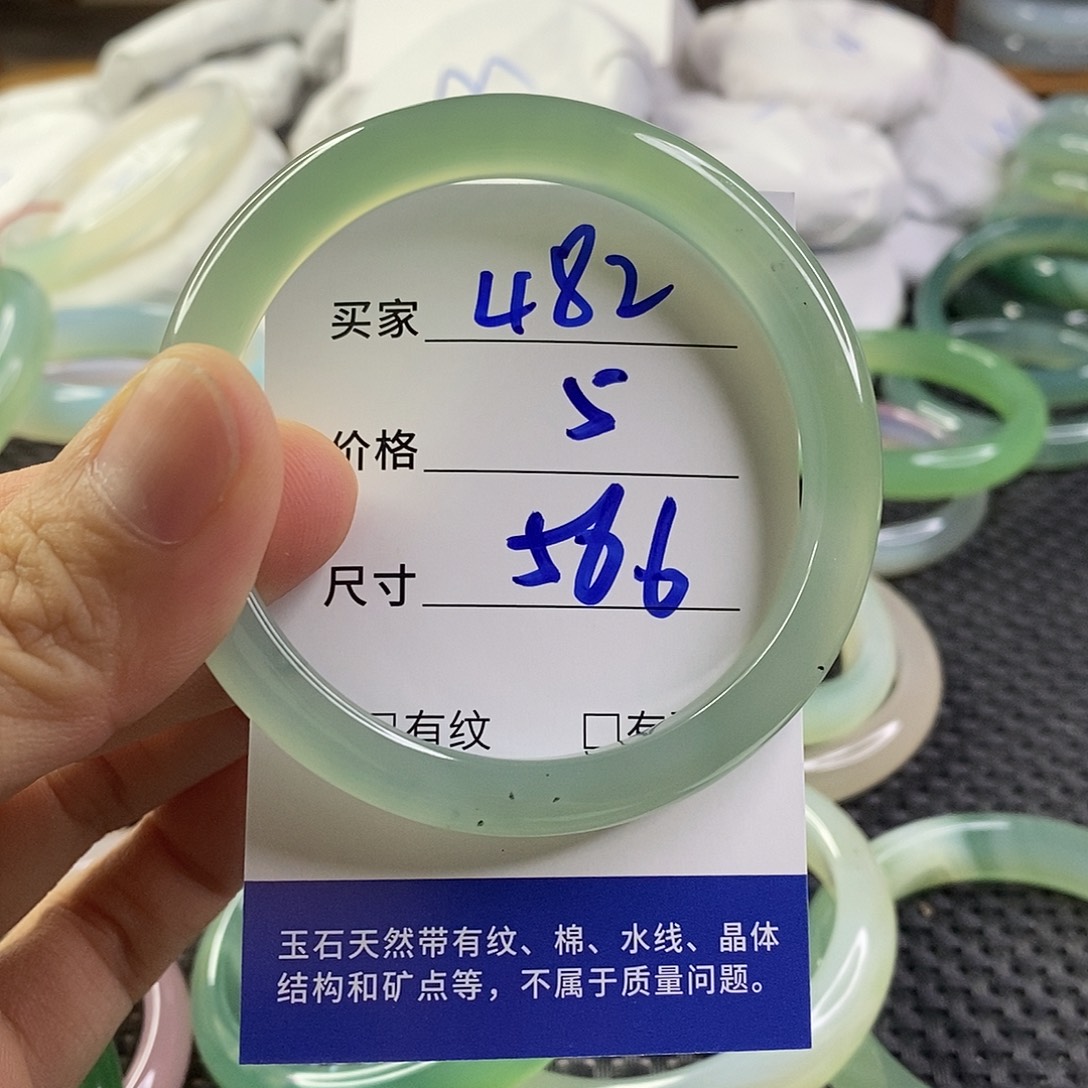 买家 482
价格 5
尺寸 586
有纹 有
玉石天然带有纹、棉、水线、晶体
结构和矿点等，不属于质量问题。